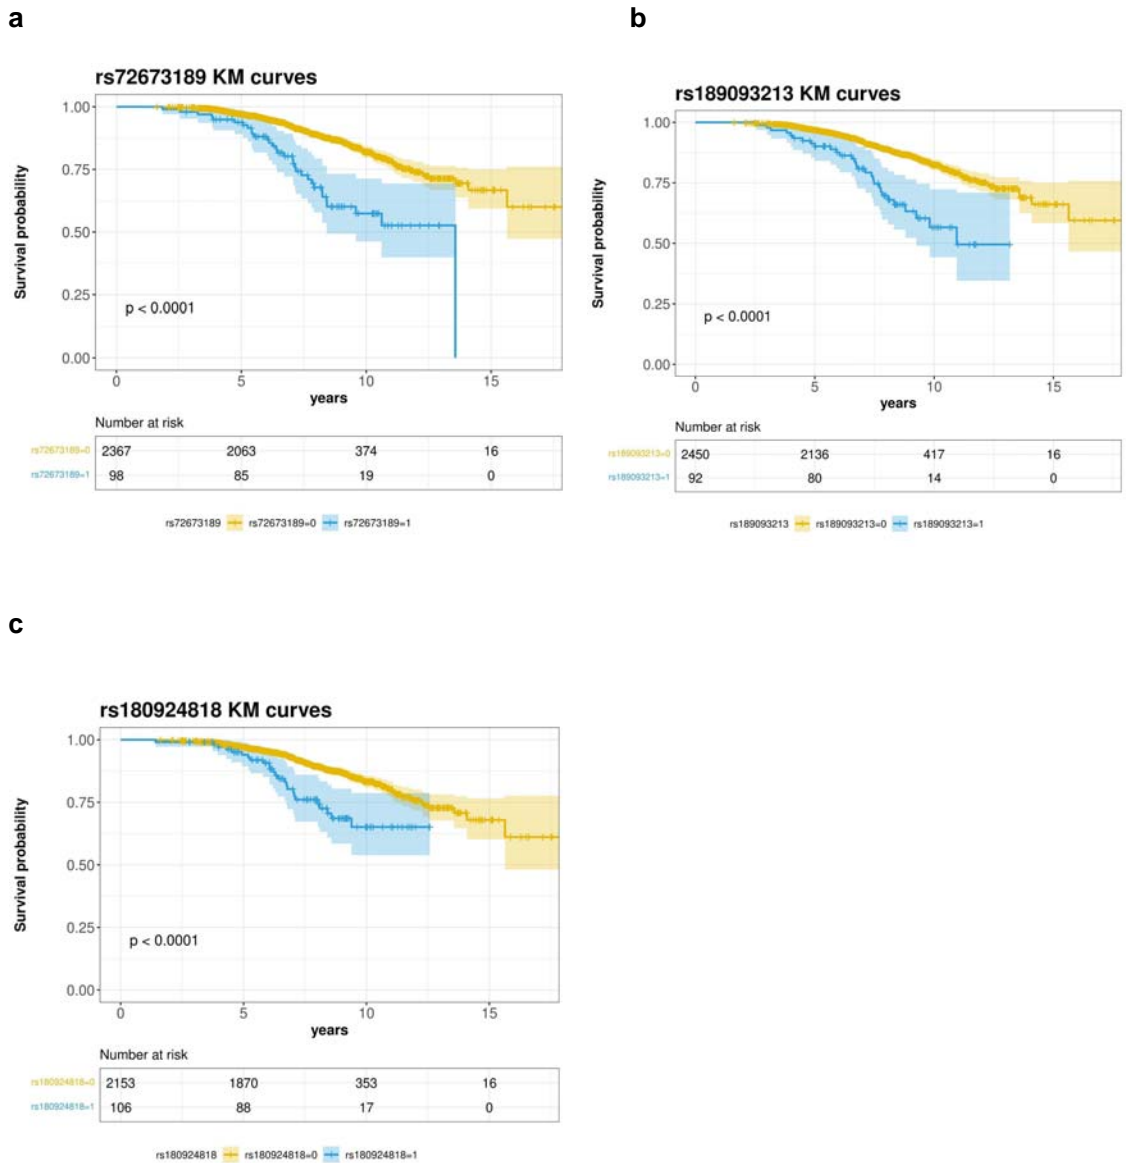 a
rs72673189 KM curves
Survival probability
1.00
0.75
0.50
0.25
0.00
p < 0.0001
0 5 10 15
years
Number at risk
rs72673189=0 2367 2063 374 16
rs72673189=1 98 85 19 0
rs72673189 rs72673189=0 rs72673189=1
b
rs189093213 KM curves
Survival probability
1.00
0.75
0.50
0.25
0.00
p < 0.0001
0 5 10 15
years
Number at risk
rs189093213=0 2450 2136 417 16
rs189093213=1 92 80 14 0
rs189093213 rs189093213=0 rs189093213=1
c
rs180924818 KM curves
Survival probability
1.00
0.75
0.50
0.25
0.00
p < 0.0001
0 5 10 15
years
Number at risk
rs180924818=0 2153 1870 353 16
rs180924818=1 106 88 17 0
rs180924818 rs180924818=0 rs180924818=1